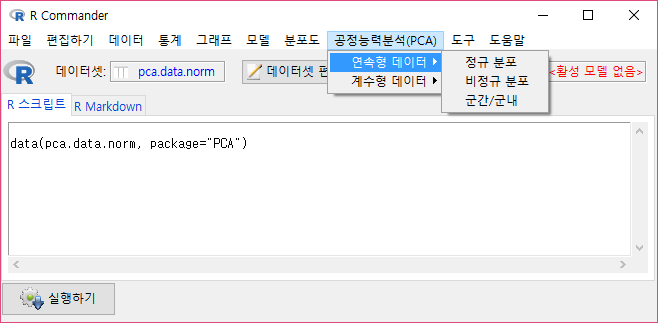 R Commander
파일 편집하기 데이터 통계 그래프 모델 분포도 공정능력분석(PCA) 도구 도움말
데이터셋: pca.data.norm 데이터셋 편 <활성 모델 없음>
연속형 데이터
계수형 데이터
정규 분포
비정규 분포
군간/군내
R 스크립트 R Markdown
data(pca.data.norm, package="PCA")
실행하기